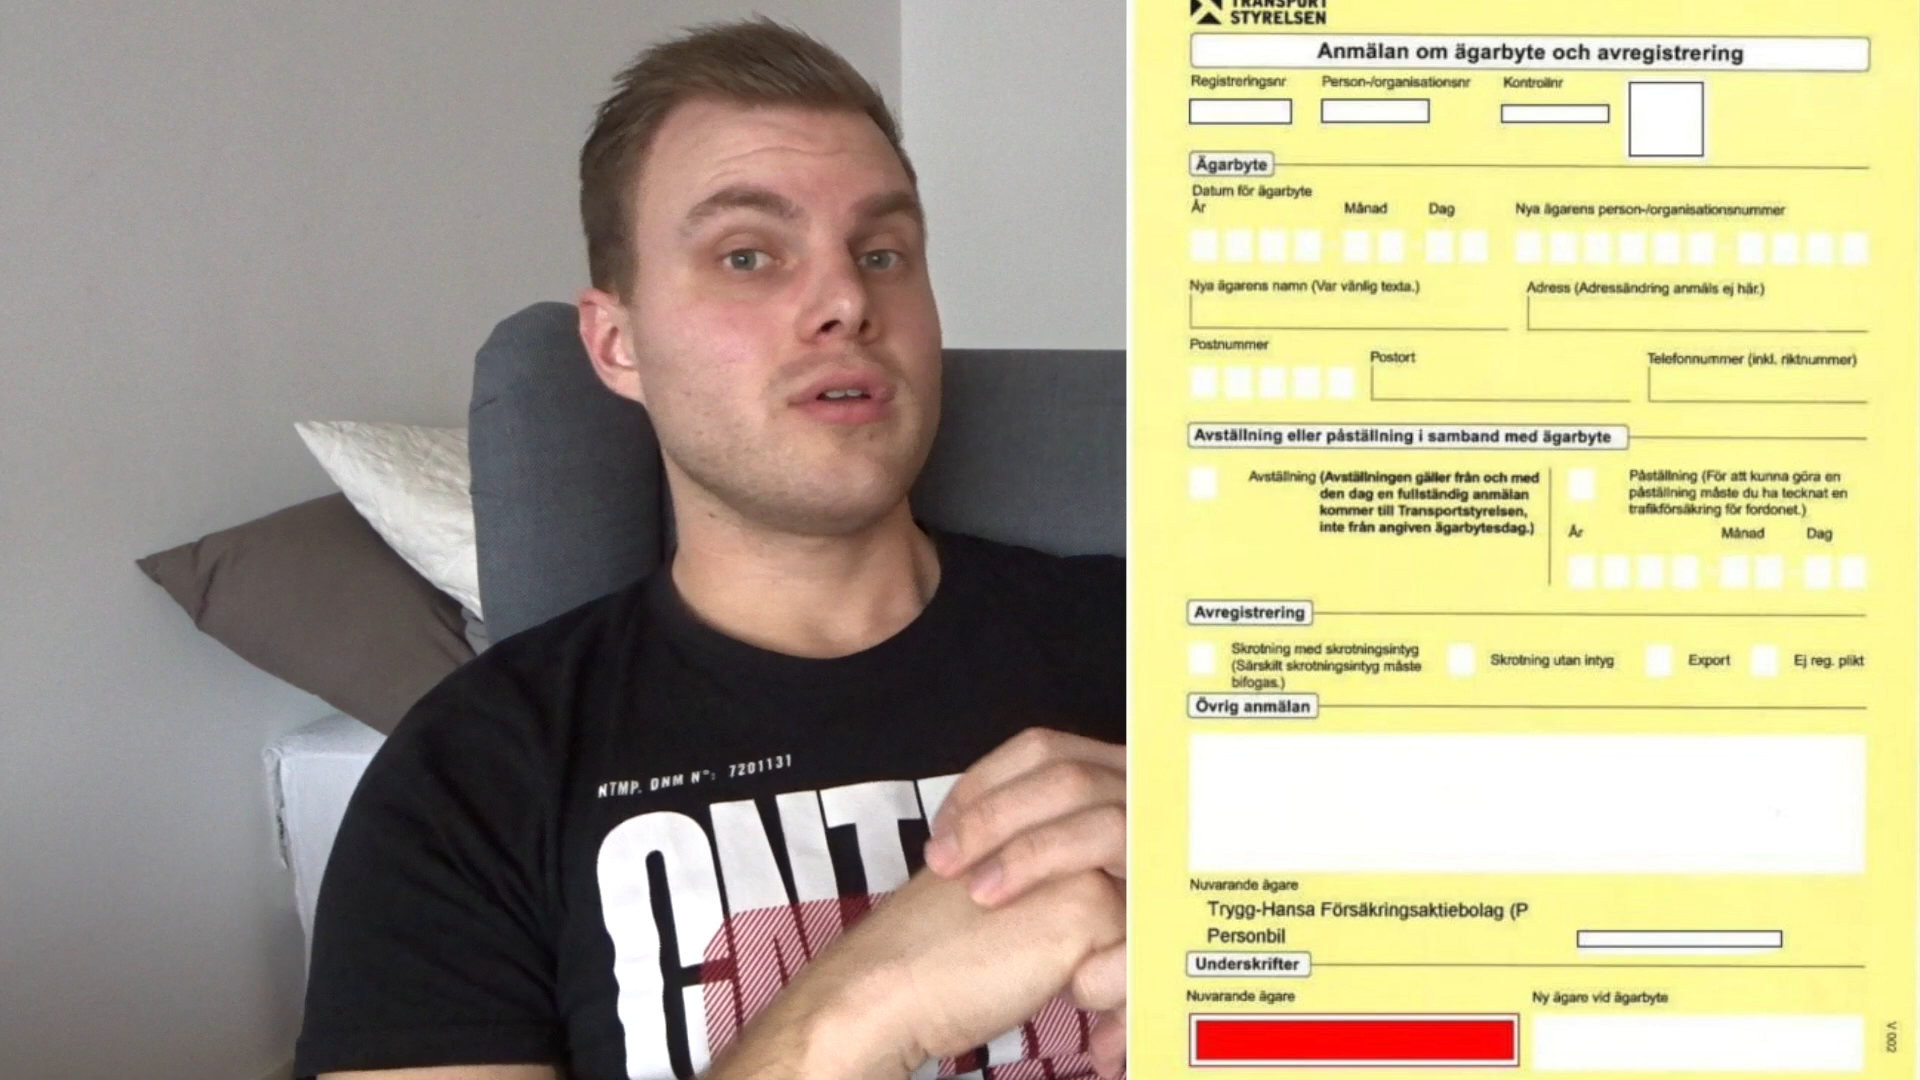 NTMP. DNM N°: 7201131
TRANSPORT
STYRELSEN
Anmälan om ägarbyte och avregistrering
Registreringsnr Person-/organisationsnr Kontrollnr
Ägarbyte
Datum för ägarbyte
År Månad Dag Nya ägarens person-/organisationsnummer
Nya ägarens namn (Var vänlig texta.) Adress (Adressändring anmäls ej här.)
Postnummer
Postort Telefonnummer (inkl. riktnummer)
Avställning eller påställning i samband med ägarbyte
Avställning (Avställningen gäller från och med
den dag en fullständig anmälan
kommer till Transportstyrelsen,
inte från angiven ägarbytesdag.)
Påställning (För att kunna göra en
påställning måste du ha tecknat en
trafikförsäkring för fordonet.)
År Månad Dag
Avregistrering
Skrotning med skrotningsintyg
(Särskilt skrotningsintyg måste
bifogas.)
Skrotning utan intyg Export Ej reg. plikt
Övrig anmälan
Nuvarande ägare
Trygg-Hansa Försäkringsaktiebolag (P
Personbil
Underskrifter
Nuvarande ägare Ny ägare vid ägarbyte
V 002